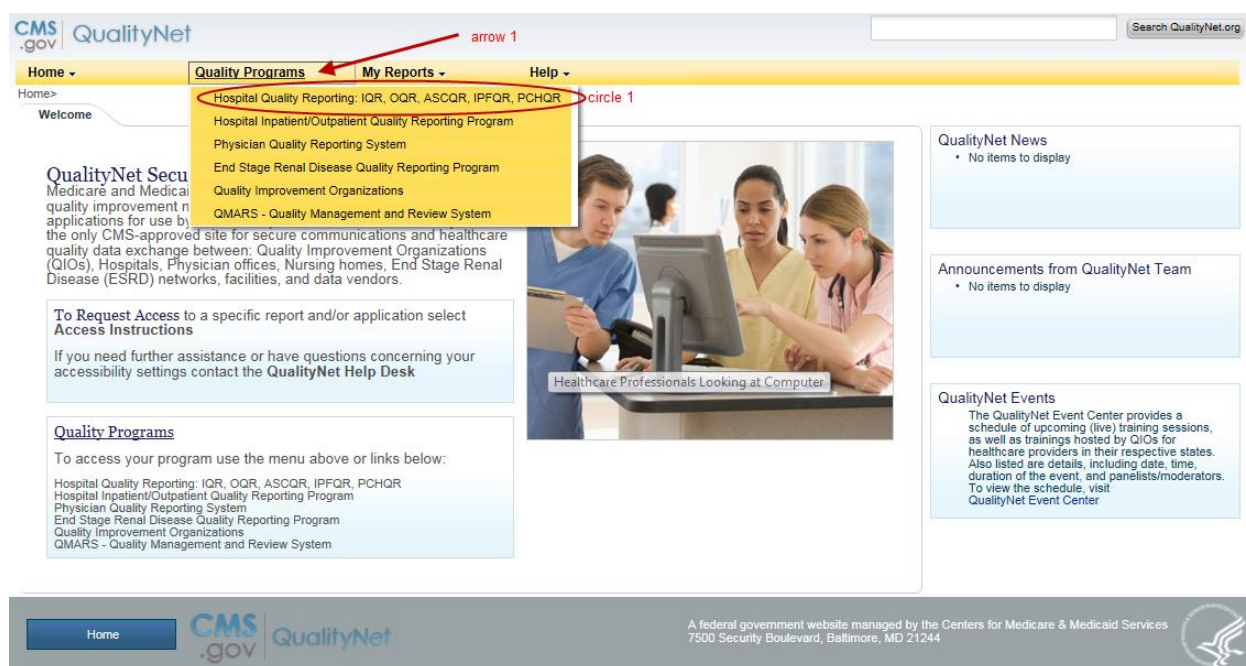 CMS
.gov
QualityNet
Search QualityNet.org
arrow 1
Home
Quality Programs
My Reports
Help
Home>
Hospital Quality Reporting: IQR, OQR, ASCQR, IPFQR, PCHQR
circle 1
Welcome
Hospital Inpatient/Outpatient Quality Reporting Program
Physician Quality Reporting System
End Stage Renal Disease Quality Reporting Program
Quality Improvement Organizations
QMARS - Quality Management and Review System
QualityNet Secu
Medicare and Medicai
quality improvement n
applications for use by
the only CMS-approved site for secure communications and healthcare
quality data exchange between: Quality Improvement Organizations
(QIOs), Hospitals, Physician offices, Nursing homes, End Stage Renal
Disease (ESRD) networks, facilities, and data vendors.
To Request Access to a specific report and/or application select
Access Instructions
If you need further assistance or have questions concerning your
accessibility settings contact the QualityNet Help Desk
Quality Programs
To access your program use the menu above or links below:
Hospital Quality Reporting: IQR, OQR, ASCQR, IPFQR, PCHQR
Hospital Inpatient/Outpatient Quality Reporting Program
Physician Quality Reporting System
End Stage Renal Disease Quality Reporting Program
Quality Improvement Organizations
QMARS - Quality Management and Review System
Healthcare Professionals Looking at Computer
QualityNet News
• No items to display
Announcements from QualityNet Team
• No items to display
QualityNet Events
The QualityNet Event Center provides a
schedule of upcoming (live) training sessions,
as well as trainings hosted by QIOs for
healthcare providers in their respective states.
Also listed are details, including date, time,
duration of the event, and panelists/moderators.
To view the schedule, visit
QualityNet Event Center
Home
CMS
.gov
QualityNet
A federal government website managed by the Centers for Medicare & Medicaid Services
7500 Security Boulevard, Baltimore, MD 21244